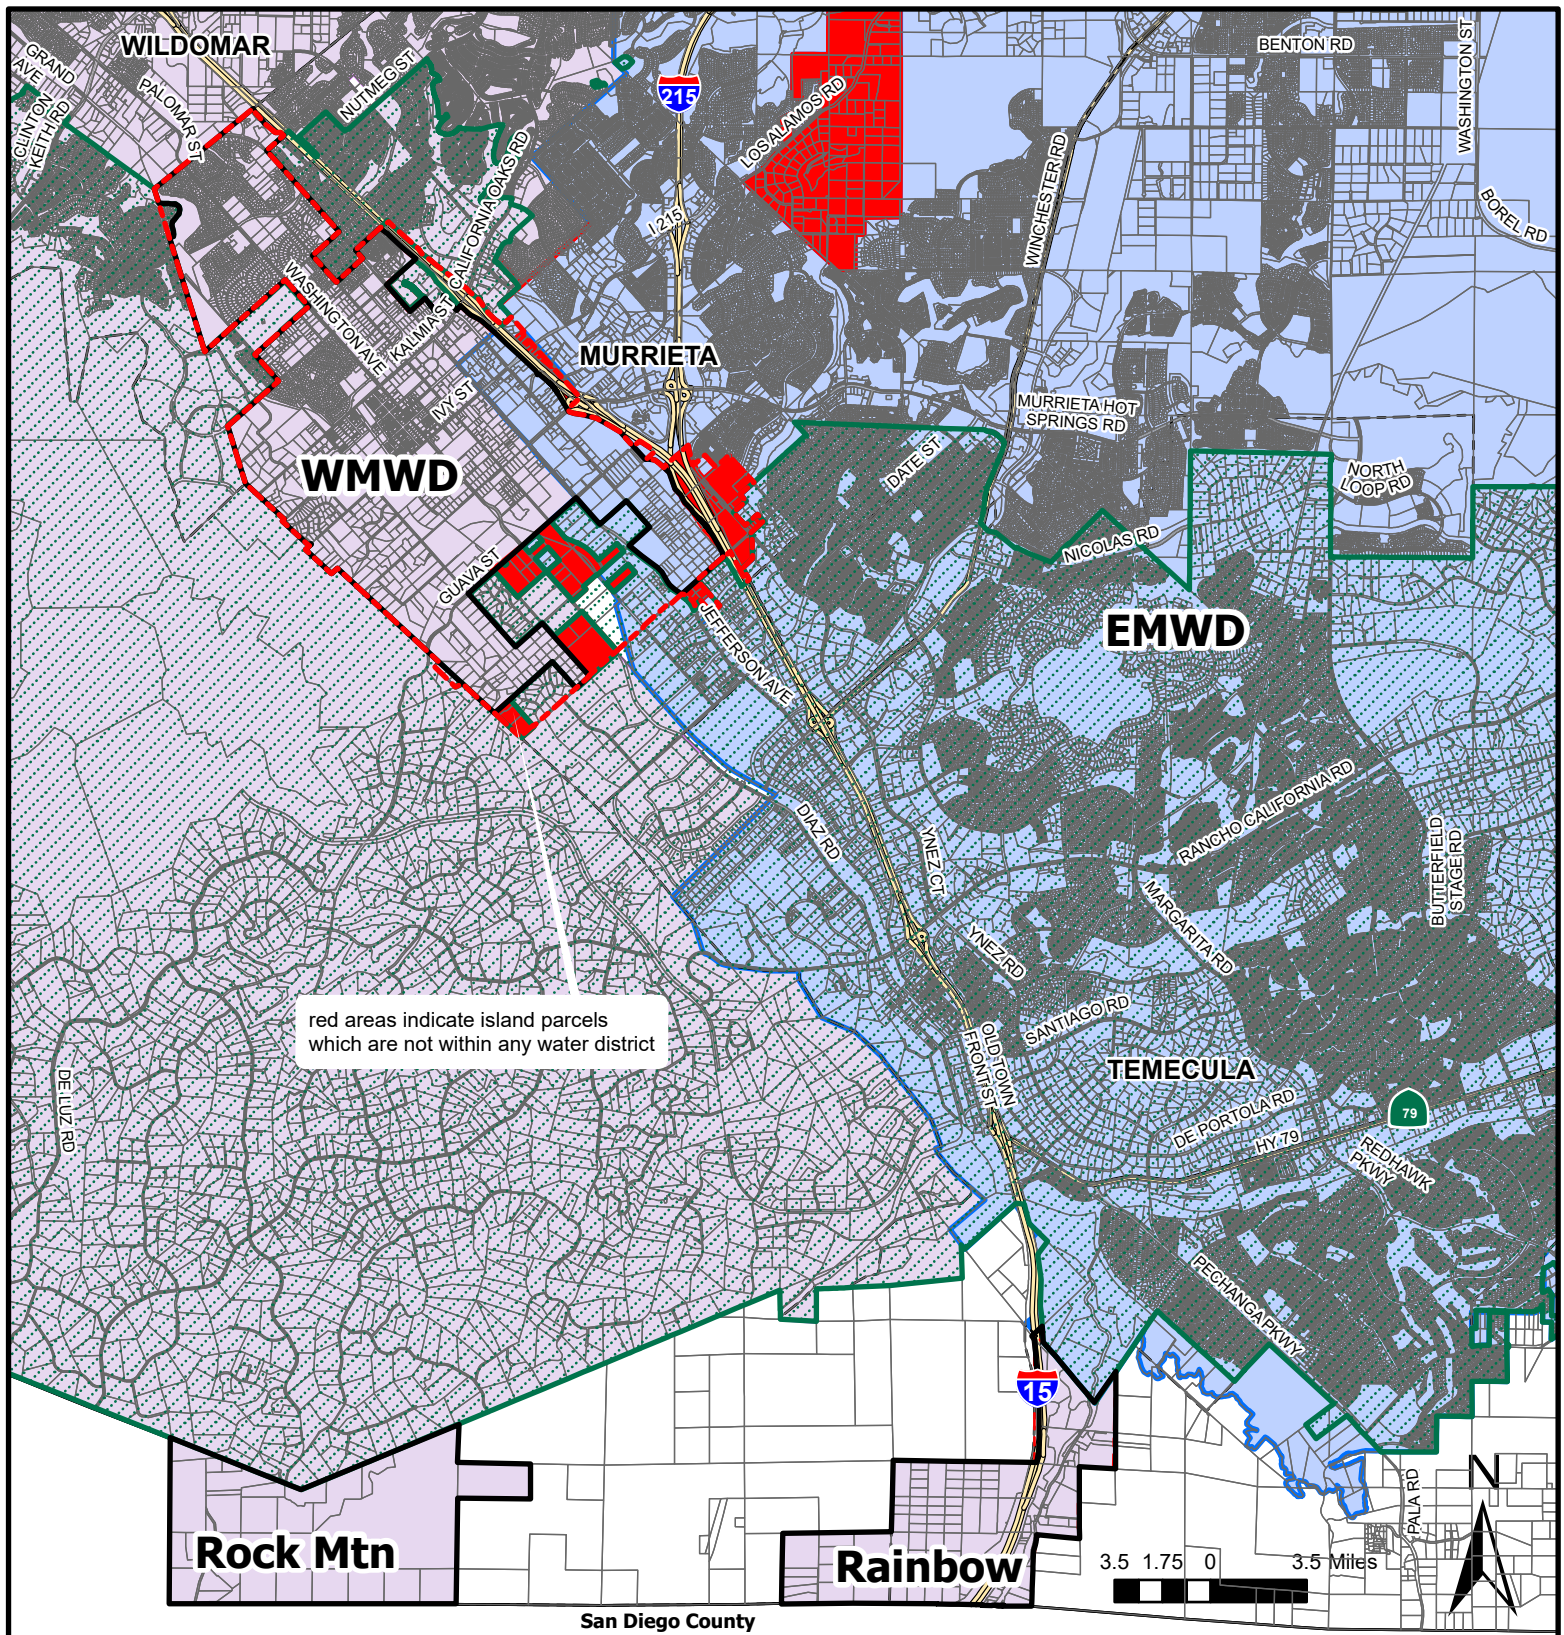 WILDOMAR
GRAND
AVE
CLINTON
KEITH RD
PALOMAR ST
NUTMEG ST
215
LOS ALAMOS RD
BENTON RD
WASHINGTON ST
BOREL RD
WINCHESTER RD
I 215
CALIFORNIA OAKS RD
WASHINGTON AVE
KALMIA ST
IVY ST
MURRIETA
MURRIETA HOT
SPRINGS RD
DATE ST
NORTH
LOOP RD
WMWD
NICOLAS RD
GUAVA ST
EMWD
JEFFERSON AVE
DIAZ RD
YNEZ CT
RANCHO CALIFORNIA RD
BUTTERFIELD
STAGE RD
MARGARITA RD
YNEZ RD
SANTIAGO RD
red areas indicate island parcels
which are not within any water district
OLD TOWN
FRONT ST
TEMECULA
DE LUZ RD
DE PORTOLA RD
79
HY 79
REDHAWK
PKWY
PECHANGA PKWY
15
PALA RD
N
Rock Mtn
Rainbow
3.5 1.75 0 3.5 Miles
San Diego County